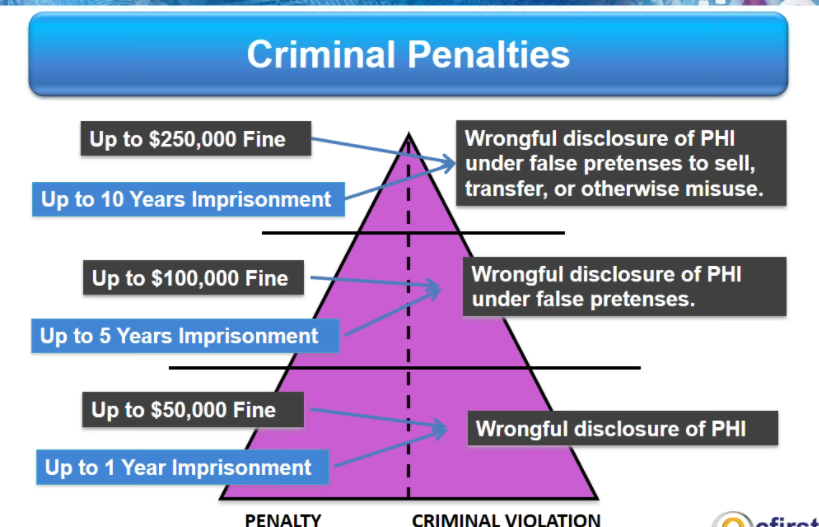 Criminal Penalties
Up to $250,000 Fine
Wrongful disclosure of PHI
under false pretenses to sell,
transfer, or otherwise misuse.
Up to 10 Years Imprisonment
Up to $100,000 Fine
Wrongful disclosure of PHI
under false pretenses.
Up to 5 Years Imprisonment
Up to $50,000 Fine
Wrongful disclosure of PHI
Up to 1 Year Imprisonment
PENALTY
CRIMINAL VIOLATION